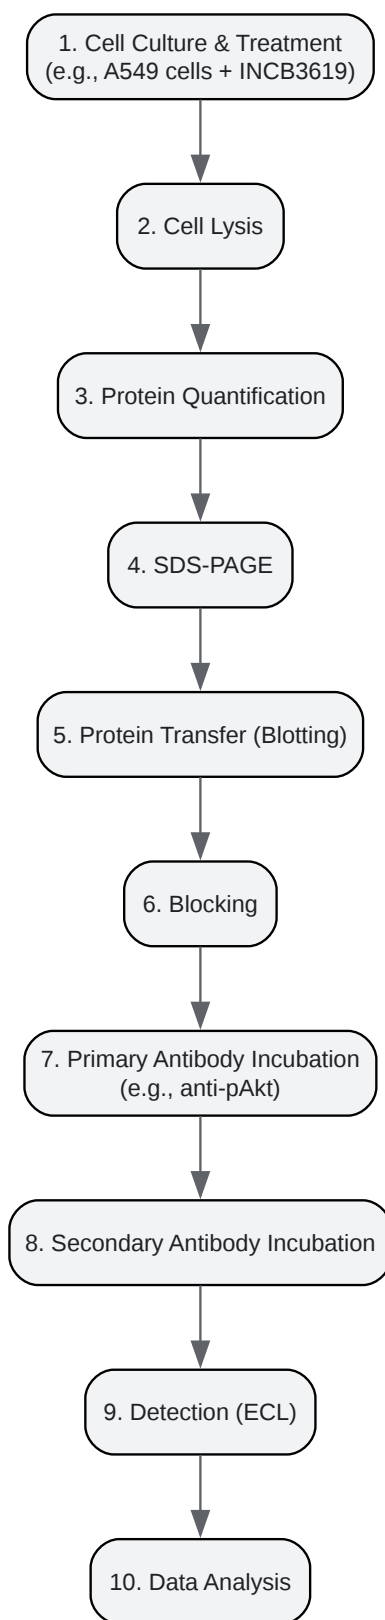 1. Cell Culture & Treatment
(e.g., A549 cells + INCB3619)
2. Cell Lysis
3. Protein Quantification
4. SDS-PAGE
5. Protein Transfer (Blotting)
6. Blocking
7. Primary Antibody Incubation
(e.g., anti-pAkt)
8. Secondary Antibody Incubation
9. Detection (ECL)
10. Data Analysis